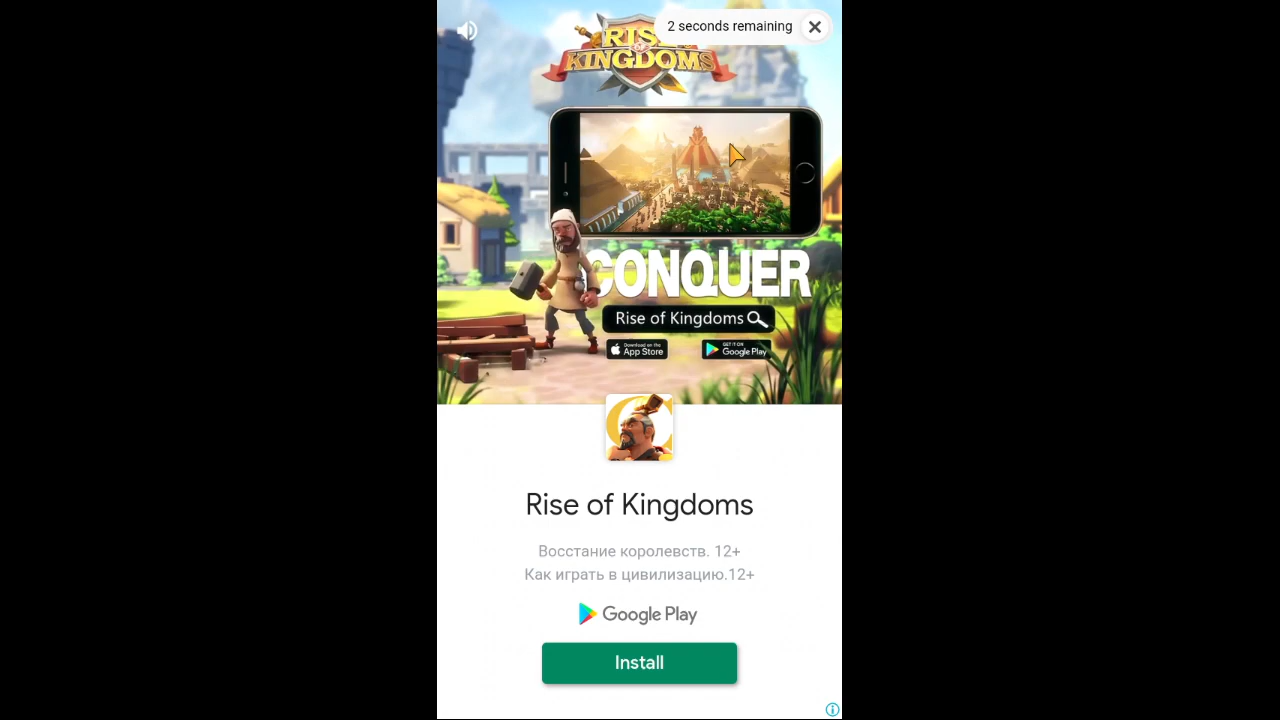 2 seconds remaining
RISE
OF
KINGDOMS
CONQUER
Rise of Kingdoms
Download on the
App Store
GET IT ON
Google Play
Rise of Kingdoms
Восстание королевств. 12+
Как играть в цивилизацию.12+
Google Play
Install